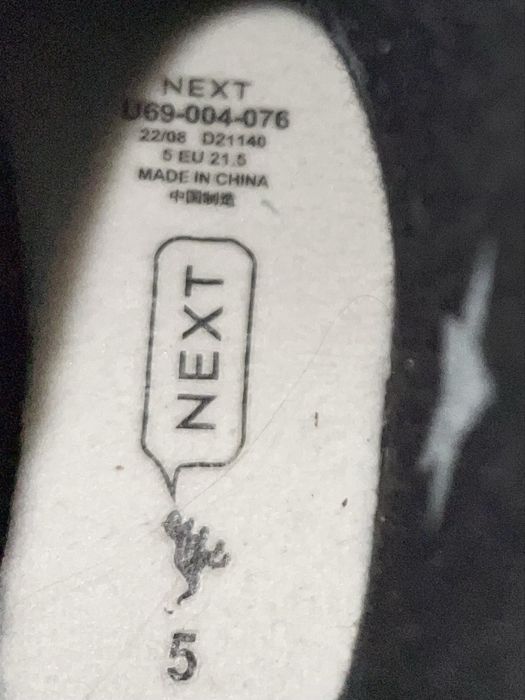 NEXT
U69-004-076
22/08 D21140
5 EU 21.5
MADE IN CHINA
中国制造
NEXT
5